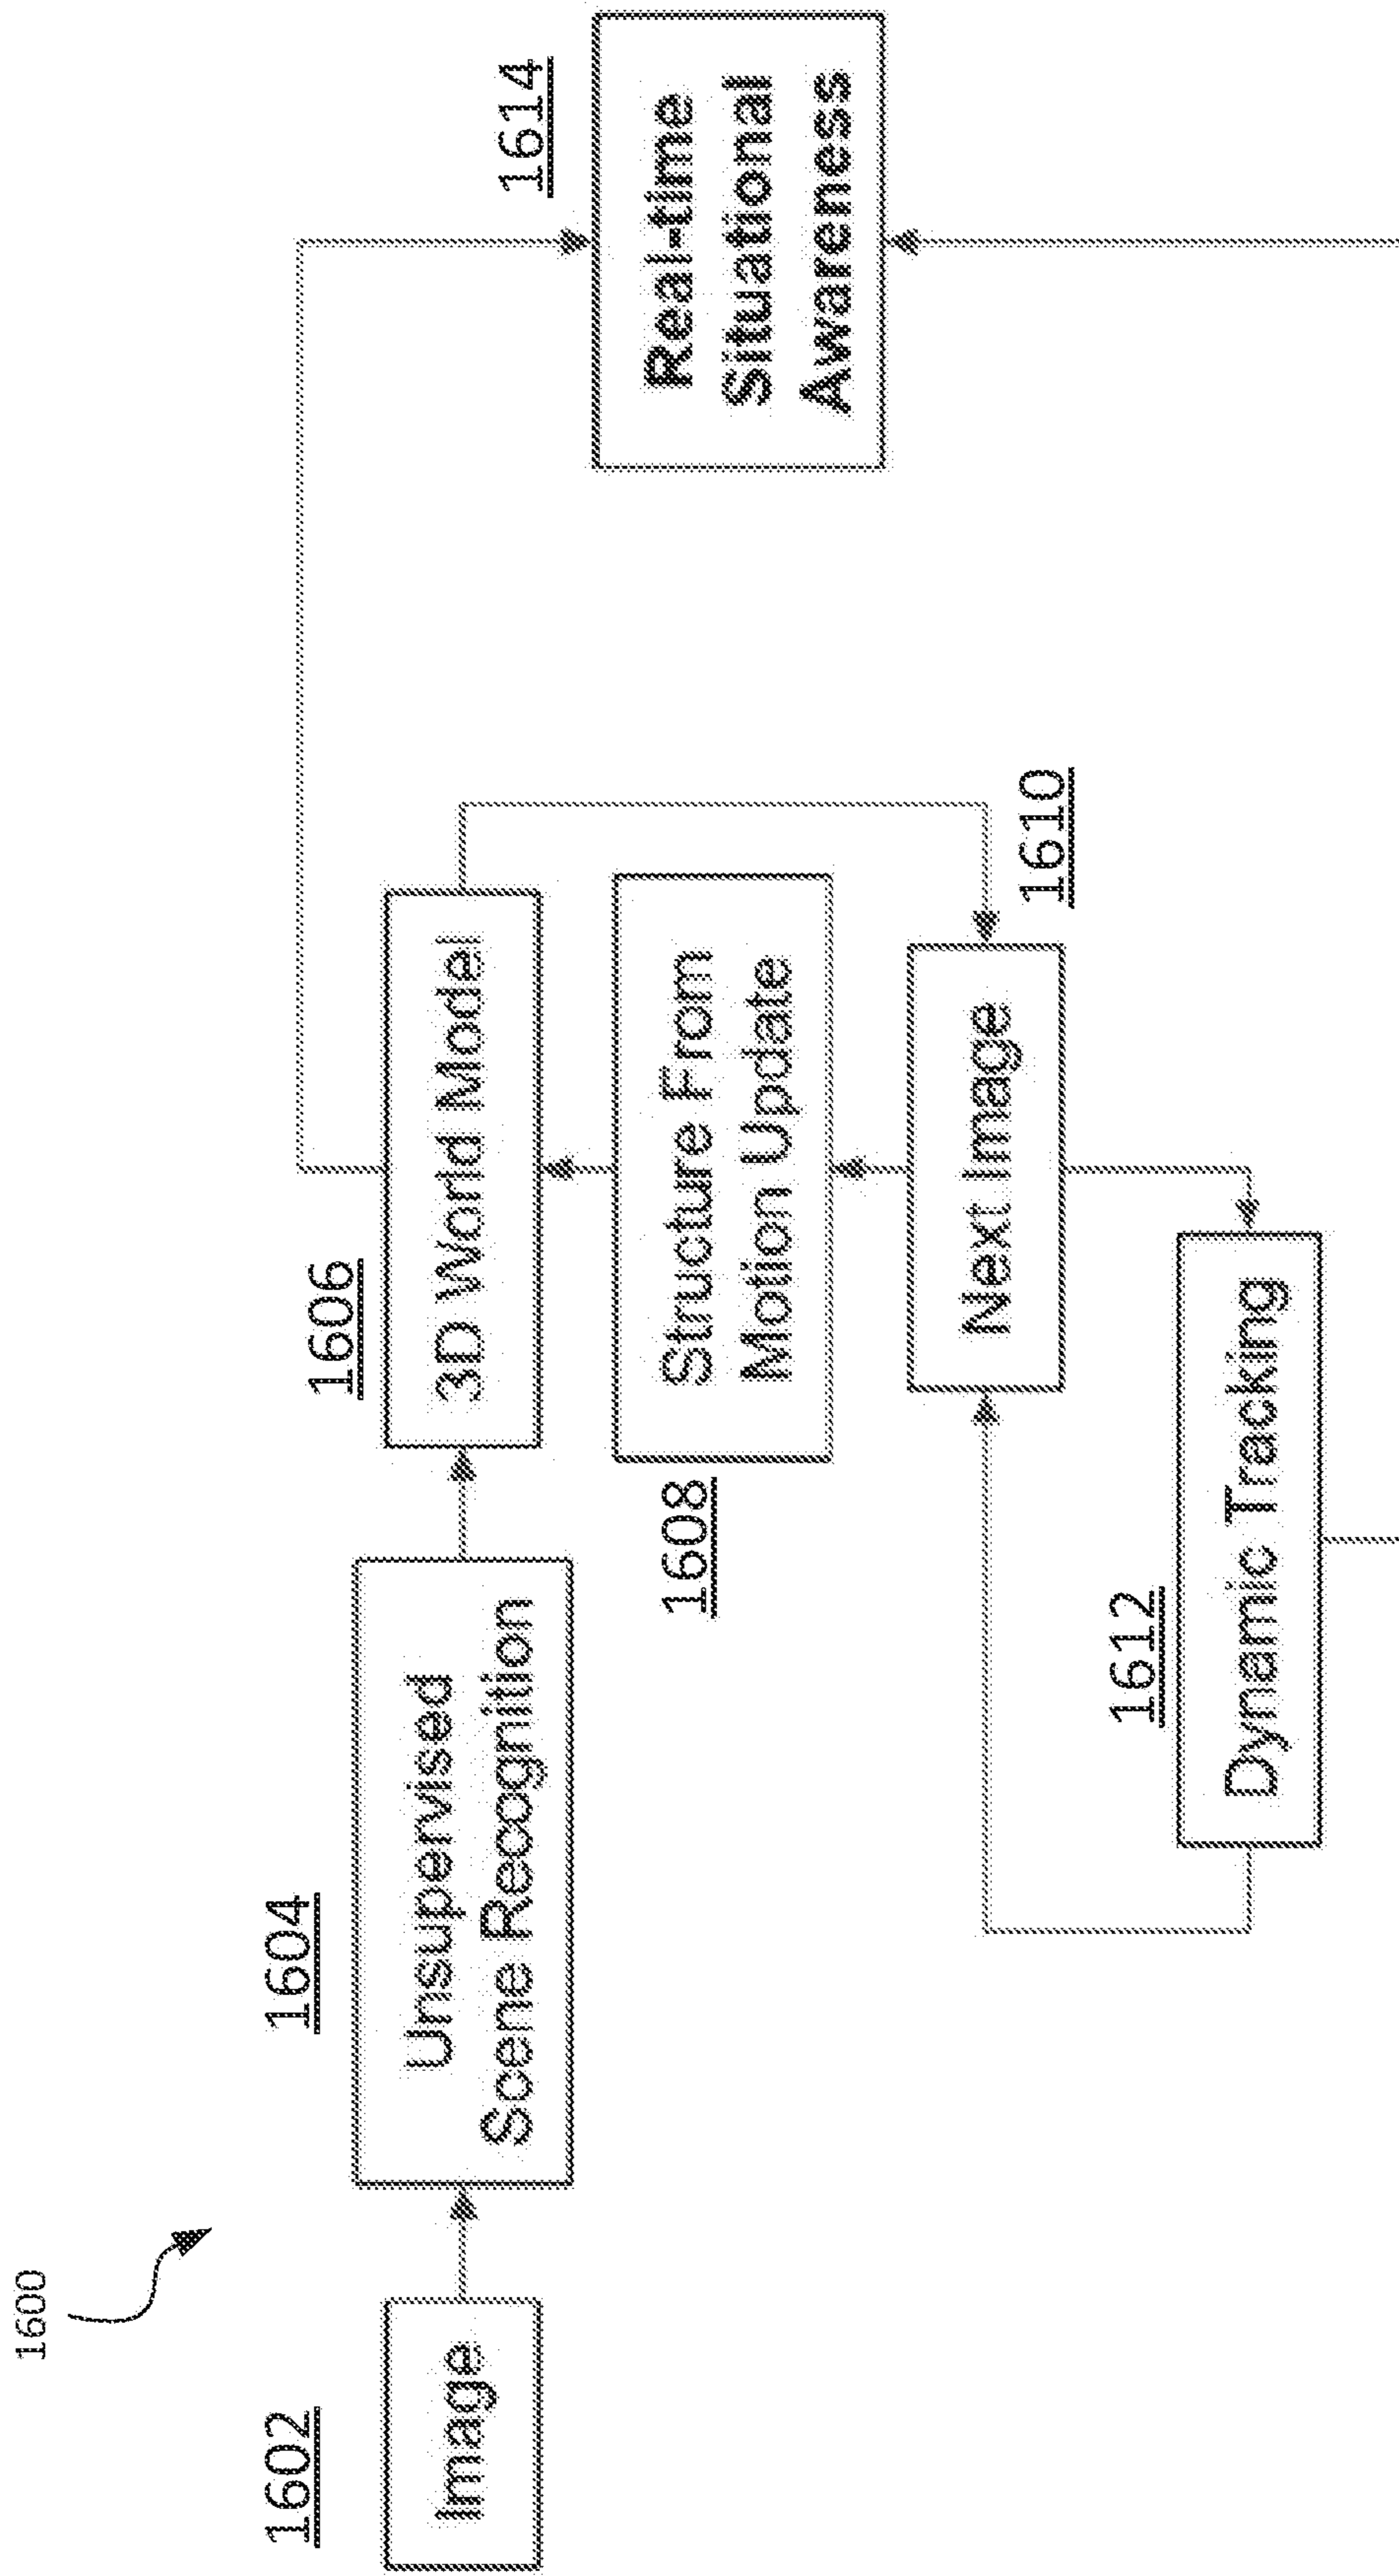 1600
1602
Image
1604
Unsupervised
Scene Recognition
1606
3D World Model
1608
Structure From
Motion Update
1610
Next Image
1612
Dynamic Tracking
1614
Real-time
Situational
Awareness